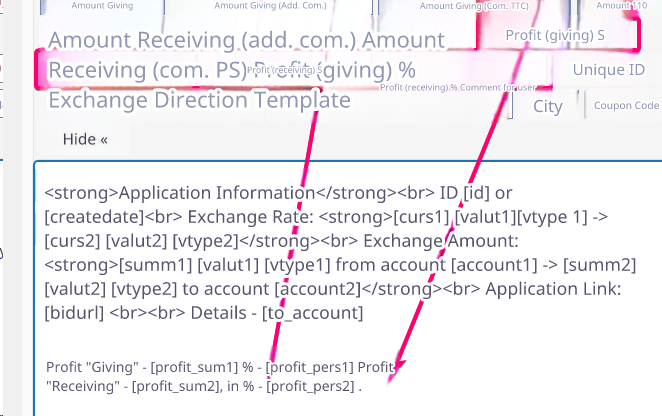 Amount Giving
Amount Giving (Add. Com.)
Amount Giving (Com. TTC)
Amount 110
Amount Receiving (add. com.) Amount
Profit (giving) S
Receiving (com. PS) Profit (giving) %
Profit (receiving) S
Unique ID
Profit (receiving) % Comment for user
Exchange Direction Template
City
Coupon Code
Hide «
<strong>Application Information</strong><br> ID [id] or
[createdate]<br> Exchange Rate: <strong>[curs1] [valut1][vtype 1] ->
[curs2] [valut2] [vtype2]</strong><br> Exchange Amount:
<strong>[summ1] [valut1] [vtype1] from account [account1] -> [summ2]
[valut2] [vtype2] to account [account2]</strong><br> Application Link:
[bidurl] <br><br> Details - [to_account]
Profit "Giving" - [profit_sum1] % - [profit_pers1] Profit
"Receiving" - [profit_sum2], in % - [profit_pers2] .